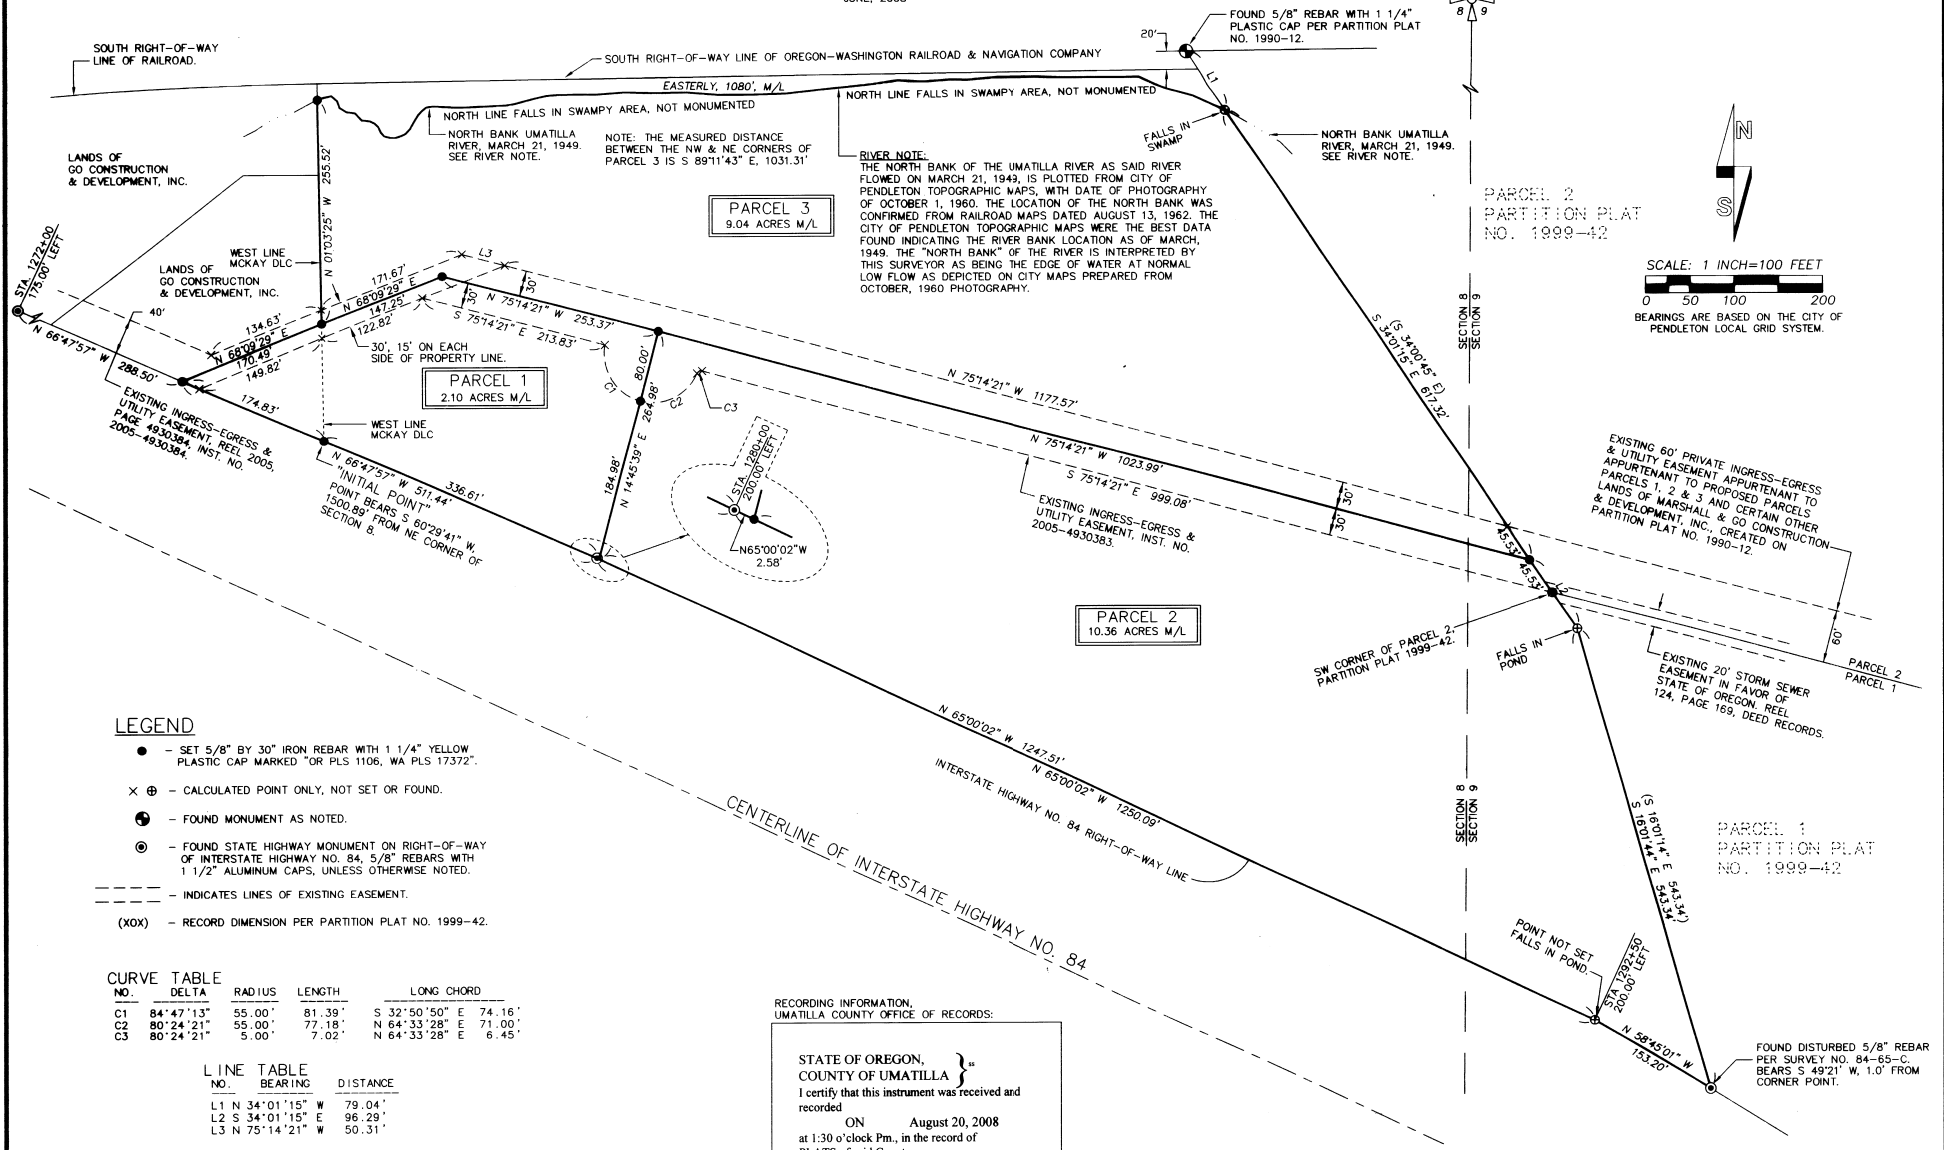 JUNE, 2008
SOUTH RIGHT-OF-WAY
LINE OF RAILROAD.
SOUTH RIGHT-OF-WAY LINE OF OREGON-WASHINGTON RAILROAD & NAVIGATION COMPANY
20'
FOUND 5/8" REBAR WITH 1 1/4"
PLASTIC CAP PER PARTITION PLAT
NO. 1990-12.
8 9
L1
EASTERLY, 1080', M/L
NORTH LINE FALLS IN SWAMPY AREA, NOT MONUMENTED
NORTH LINE FALLS IN SWAMPY AREA, NOT MONUMENTED
NORTH BANK UMATILLA
RIVER, MARCH 21, 1949.
SEE RIVER NOTE.
NOTE: THE MEASURED DISTANCE
BETWEEN THE NW & NE CORNERS OF
PARCEL 3 IS S 89°11'43" E, 1031.31'
FALLS IN
SWAMP
NORTH BANK UMATILLA
RIVER, MARCH 21, 1949.
SEE RIVER NOTE.
RIVER NOTE:
THE NORTH BANK OF THE UMATILLA RIVER AS SAID RIVER
FLOWED ON MARCH 21, 1949, IS PLOTTED FROM CITY OF
PENDLETON TOPOGRAPHIC MAPS, WITH DATE OF PHOTOGRAPHY
OF OCTOBER 1, 1960. THE LOCATION OF THE NORTH BANK WAS
CONFIRMED FROM RAILROAD MAPS DATED AUGUST 13, 1962. THE
CITY OF PENDLETON TOPOGRAPHIC MAPS WERE THE BEST DATA
FOUND INDICATING THE RIVER BANK LOCATION AS OF MARCH,
1949. THE "NORTH BANK" OF THE RIVER IS INTERPRETED BY
THIS SURVEYOR AS BEING THE EDGE OF WATER AT NORMAL
LOW FLOW AS DEPICTED ON CITY MAPS PREPARED FROM
OCTOBER, 1960 PHOTOGRAPHY.
LANDS OF
GO CONSTRUCTION
& DEVELOPMENT, INC.
N 01°03'25" W 255.52'
PARCEL 3
9.04 ACRES M/L
PARCEL 2
PARTITION PLAT
NO. 1999-42
N
S
SCALE: 1 INCH=100 FEET
0 50 100 200
BEARINGS ARE BASED ON THE CITY OF
PENDLETON LOCAL GRID SYSTEM.
STA. 1272+00
175.00' LEFT
WEST LINE
MCKAY DLC
LANDS OF
GO CONSTRUCTION
& DEVELOPMENT, INC.
171.67'
N 68°09'29" E
147.25'
122.82'
L3
30'
30'
N 75°14'21" W 253.37'
S 75°14'21" E 213.83'
134.63'
N 68°09'29" E
170.49'
149.82'
40'
N 66°47'57" W 288.50'
30', 15' ON EACH
SIDE OF PROPERTY LINE.
PARCEL 1
2.10 ACRES M/L
174.83'
WEST LINE
MCKAY DLC
EXISTING INGRESS-EGRESS &
UTILITY EASEMENT, REEL 2005,
PAGE 4930384, INST. NO.
2005-4930384.
80.00'
C1
C2
C3
184.98'
N 14°45'39" E 264.98'
N 66°47'57" W 511.44'
336.61'
"INITIAL POINT"
POINT BEARS S 60°29'41" W,
1500.89' FROM NE CORNER OF
SECTION 8.
STA. 1280+00
200.00' LEFT
N65°00'02"W
2.58'
N 75°14'21" W 1177.57'
N 75°14'21" W 1023.99'
S 75°14'21" E 999.08'
EXISTING INGRESS-EGRESS &
UTILITY EASEMENT, INST. NO.
2005-4930383.
30'
30'
(S 34°00'45" E)
S 34°01'15" E 617.32'
SECTION 8
SECTION 9
45.53'
45.53'
L2
EXISTING 60' PRIVATE INGRESS-EGRESS
& UTILITY EASEMENT APPURTENANT TO
APPURTENANT TO PROPOSED PARCELS
PARCELS 1, 2 & 3 AND CERTAIN OTHER
LANDS OF MARSHALL & GO CONSTRUCTION
& DEVELOPMENT, INC., CREATED ON
PARTITION PLAT NO. 1990-12.
60'
PARCEL 2
PARCEL 1
PARCEL 2
10.36 ACRES M/L
SW CORNER OF PARCEL 2,
PARTITION PLAT 1999-42.
FALLS IN
POND
EXISTING 20' STORM SEWER
EASEMENT IN FAVOR OF
STATE OF OREGON. REEL
124, PAGE 169, DEED RECORDS.
N 65°00'02" W 1247.51'
N 65°00'02" W 1250.09'
INTERSTATE HIGHWAY NO. 84 RIGHT-OF-WAY LINE
CENTERLINE OF INTERSTATE HIGHWAY NO. 84
SECTION 8
SECTION 9
(S 16°01'14" E 543.34')
S 16°01'44" E 543.34'
PARCEL 1
PARTITION PLAT
NO. 1999-42
POINT NOT SET
FALLS IN POND.
STA 1292+50
200.00' LEFT
N 58°45'01" W
153.20'
FOUND DISTURBED 5/8" REBAR
PER SURVEY NO. 84-65-C.
BEARS S 49°21' W, 1.0' FROM
CORNER POINT.
LEGEND
– SET 5/8" BY 30" IRON REBAR WITH 1 1/4" YELLOW
PLASTIC CAP MARKED "OR PLS 1106, WA PLS 17372".
– CALCULATED POINT ONLY, NOT SET OR FOUND.
– FOUND MONUMENT AS NOTED.
– FOUND STATE HIGHWAY MONUMENT ON RIGHT-OF-WAY
OF INTERSTATE HIGHWAY NO. 84, 5/8" REBARS WITH
1 1/2" ALUMINUM CAPS, UNLESS OTHERWISE NOTED.
– INDICATES LINES OF EXISTING EASEMENT.
(XOX) – RECORD DIMENSION PER PARTITION PLAT NO. 1999-42.
CURVE TABLE
NO. DELTA RADIUS LENGTH LONG CHORD
C1 84°47'13" 55.00' 81.39' S 32°50'50" E 74.16'
C2 80°24'21" 55.00' 77.18' N 64°33'28" E 71.00'
C3 80°24'21" 5.00' 7.02' N 64°33'28" E 6.45'
LINE TABLE
NO. BEARING DISTANCE
L1 N 34°01'15" W 79.04'
L2 S 34°01'15" E 96.29'
L3 N 75°14'21" W 50.31'
RECORDING INFORMATION,
UMATILLA COUNTY OFFICE OF RECORDS:
STATE OF OREGON,
COUNTY OF UMATILLA } ss
I certify that this instrument was received and
recorded
ON August 20, 2008
at 1:30 o'clock Pm., in the record of